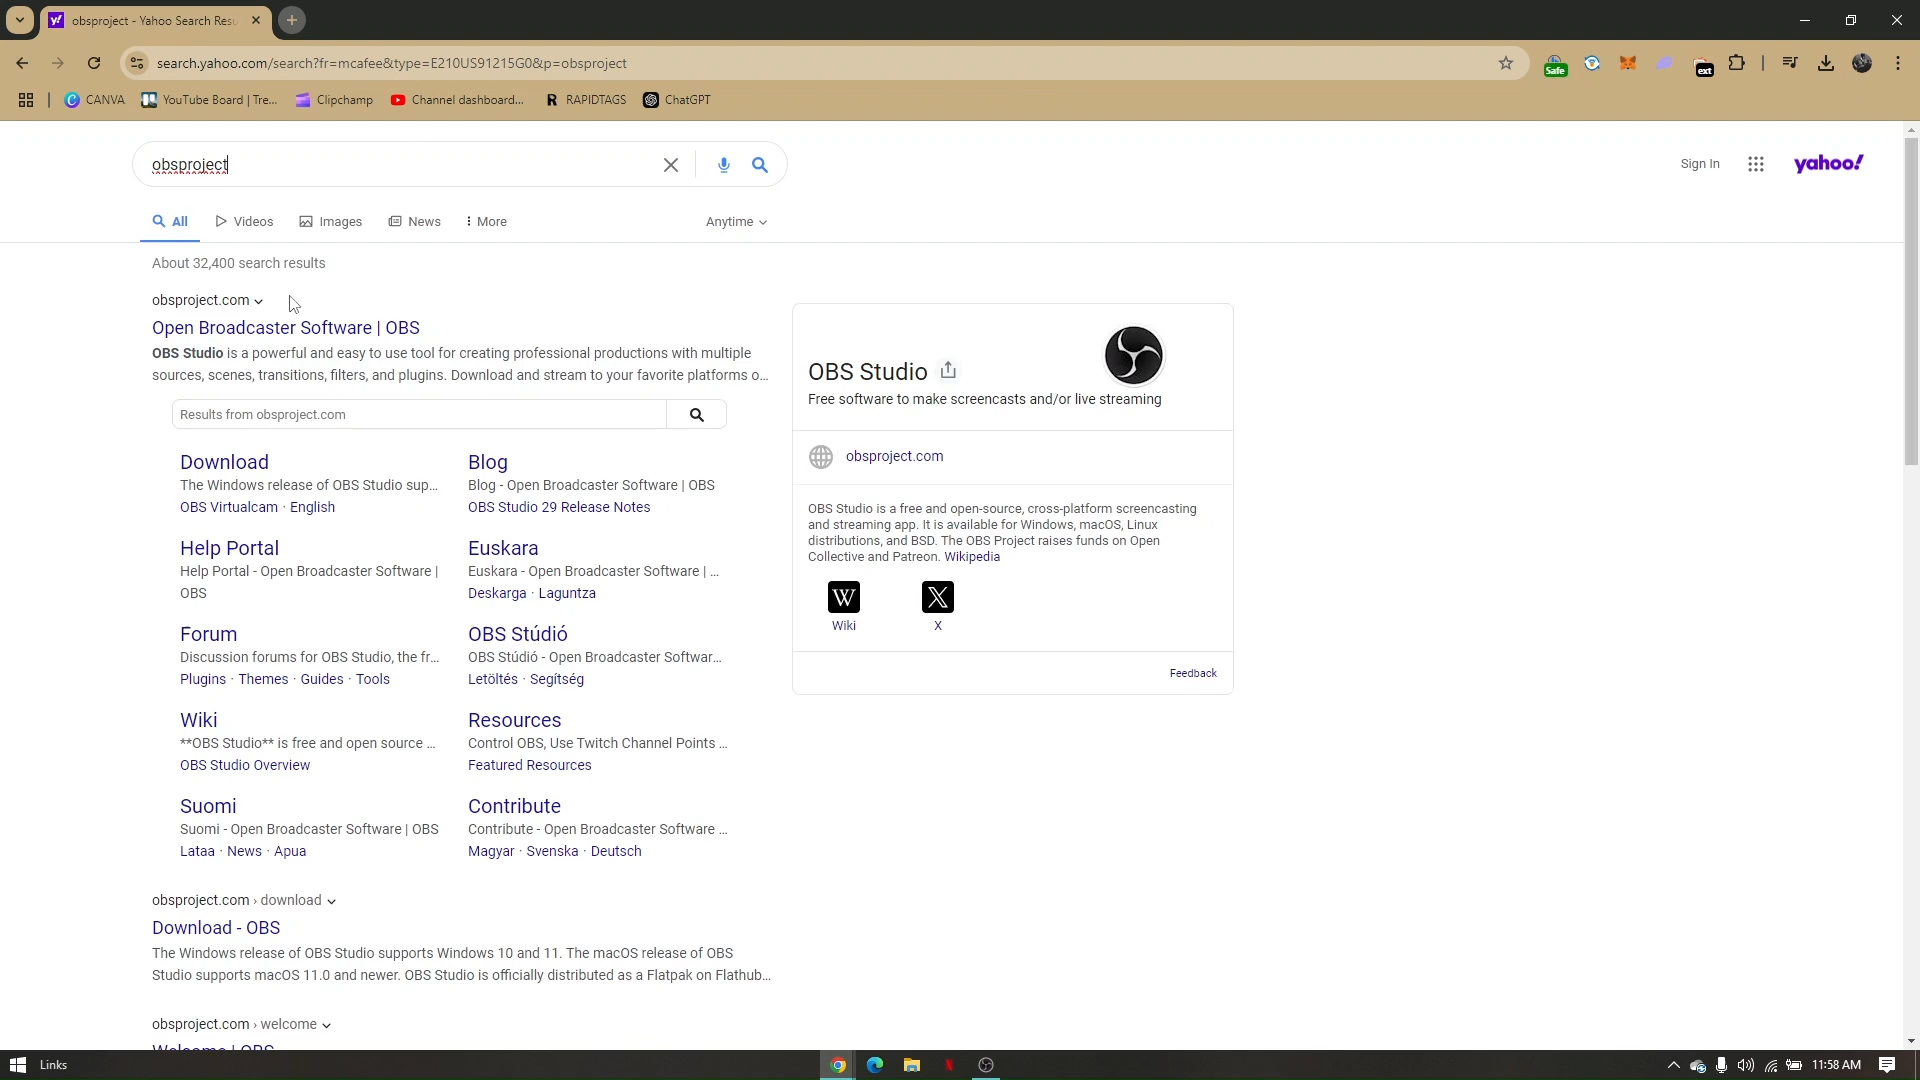 obsproject - Yahoo Search Resu
search.yahoo.com/search?fr=mcafee&type=E210US91215G0&p=obsproject
Safe
ext
CANVA
YouTube Board | Tre...
Clipchamp
Channel dashboard...
R RAPIDTAGS
ChatGPT
obsproject
Sign In
yahoo!
All
Videos
Images
News
More
Anytime
About 32,400 search results
obsproject.com
Open Broadcaster Software | OBS
OBS Studio is a powerful and easy to use tool for creating professional productions with multiple
sources, scenes, transitions, filters, and plugins. Download and stream to your favorite platforms o...
Results from obsproject.com
Download
The Windows release of OBS Studio sup...
OBS Virtualcam · English
Blog
Blog - Open Broadcaster Software | OBS
OBS Studio 29 Release Notes
Help Portal
Help Portal - Open Broadcaster Software |
OBS
Euskara
Euskara - Open Broadcaster Software | ...
Deskarga · Laguntza
Forum
Discussion forums for OBS Studio, the fr...
Plugins · Themes · Guides · Tools
OBS Stúdió
OBS Stúdió - Open Broadcaster Softwar...
Letöltés · Segítség
Wiki
**OBS Studio** is free and open source ...
OBS Studio Overview
Resources
Control OBS, Use Twitch Channel Points ...
Featured Resources
Suomi
Suomi - Open Broadcaster Software | OBS
Lataa · News · Apua
Contribute
Contribute - Open Broadcaster Software ...
Magyar · Svenska · Deutsch
obsproject.com › download
Download - OBS
The Windows release of OBS Studio supports Windows 10 and 11. The macOS release of OBS
Studio supports macOS 11.0 and newer. OBS Studio is officially distributed as a Flatpak on Flathub...
obsproject.com › welcome
Welcome | OBS
OBS Studio
Free software to make screencasts and/or live streaming
obsproject.com
OBS Studio is a free and open-source, cross-platform screencasting
and streaming app. It is available for Windows, macOS, Linux
distributions, and BSD. The OBS Project raises funds on Open
Collective and Patreon. Wikipedia
W
Wiki
X
X
Feedback
Links
11:58 AM